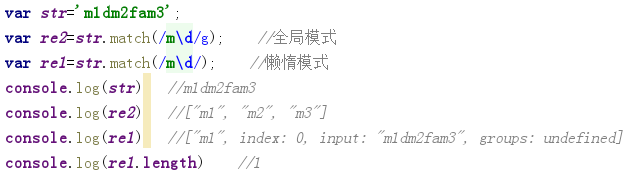 var str='m1dm2fam3';
var re2=str.match(/m\d/g);    //全局模式
var re1=str.match(/m\d/);    //懒惰模式
console.log(str)    //m1dm2fam3
console.log(re2)    //["m1", "m2", "m3"]
console.log(re1)    //["m1", index: 0, input: "m1dm2fam3", groups: undefined]
console.log(re1.length)    //1